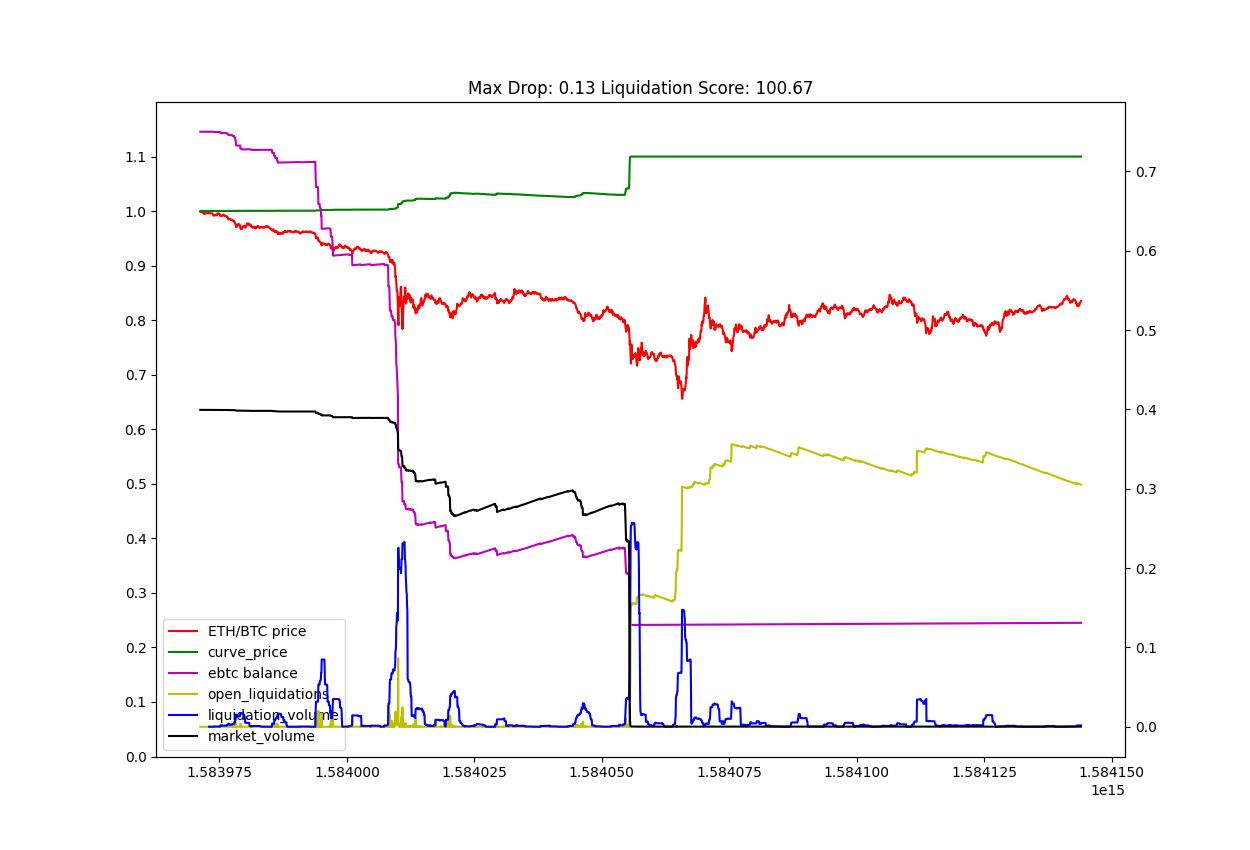 Max Drop: 0.13 Liquidation Score: 100.67
1.1
1.0
0.9
0.8
0.7
0.6
0.5
0.4
0.3
0.2
0.1
0.0
0.7
0.6
0.5
0.4
0.3
0.2
0.1
0.0
ETH/BTC price
curve_price
ebtc balance
open_liquidations
liquidation_volume
market_volume
1.583975 1.584000 1.584025 1.584050 1.584075 1.584100 1.584125 1.584150
1e15